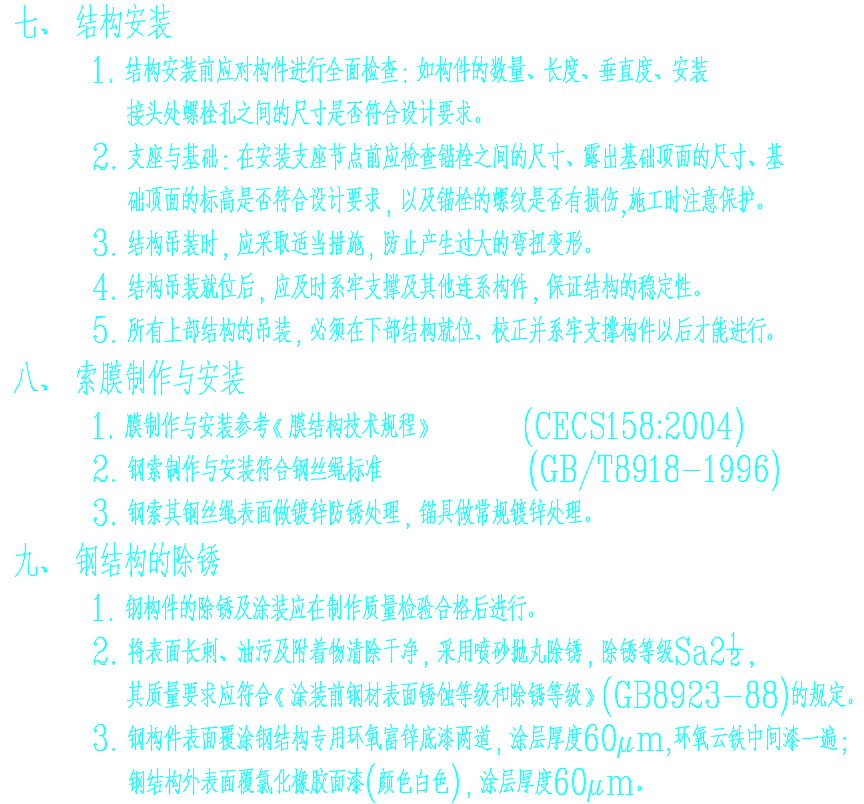 七、 结构安装
1. 结构安装前应对构件进行全面检查：如构件的数量、长度、垂直度、安装
接头处螺栓孔之间的尺寸是否符合设计要求。
2. 支座与基础：在安装支座节点前应检查锚栓之间的尺寸、露出基础顶面的尺寸、基
础顶面的标高是否符合设计要求，以及锚栓的螺纹是否有损伤,施工时注意保护。
3. 结构吊装时，应采取适当措施，防止产生过大的弯扭变形。
4. 结构吊装就位后，应及时系牢支撑及其他连系构件，保证结构的稳定性。
5. 所有上部结构的吊装，必须在下部结构就位、校正并系牢支撑构件以后才能进行。
八、 索膜制作与安装
1. 膜制作与安装参考《膜结构技术规程》 (CECS158:2004)
2. 钢索制作与安装符合钢丝绳标准 (GB/T8918-1996)
3. 钢索其钢丝绳表面做镀锌防锈处理，锚具做常规镀锌处理。
九、 钢结构的除锈
1. 钢构件的除锈及涂装应在制作质量检验合格后进行。
2. 将表面长刺、油污及附着物清除干净，采用喷砂抛丸除锈，除锈等级Sa2½，
其质量要求应符合《涂装前钢材表面锈蚀等级和除锈等级》(GB8923-88)的规定。
3. 钢构件表面覆涂钢结构专用环氧富锌底漆两道，涂层厚度60μm,环氧云铁中间漆一遍；
钢结构外表面覆氯化橡胶面漆(颜色白色)，涂层厚度60μm。